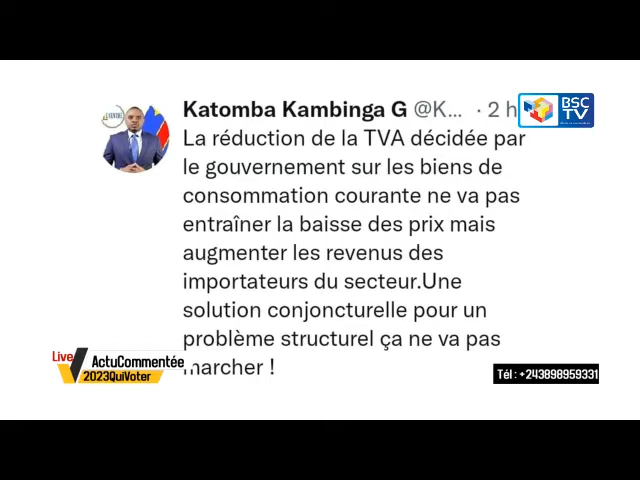 Katomba Kambinga G @K... · 2 h
La réduction de la TVA décidée par
le gouvernement sur les biens de
consommation courante ne va pas
entraîner la baisse des prix mais
augmenter les revenus des
importateurs du secteur.Une
solution conjoncturelle pour un
problème structurel ça ne va pas
marcher !
BSC
TV
Live
ActuCommentée
2023QuiVoter
Tél : +243898959331